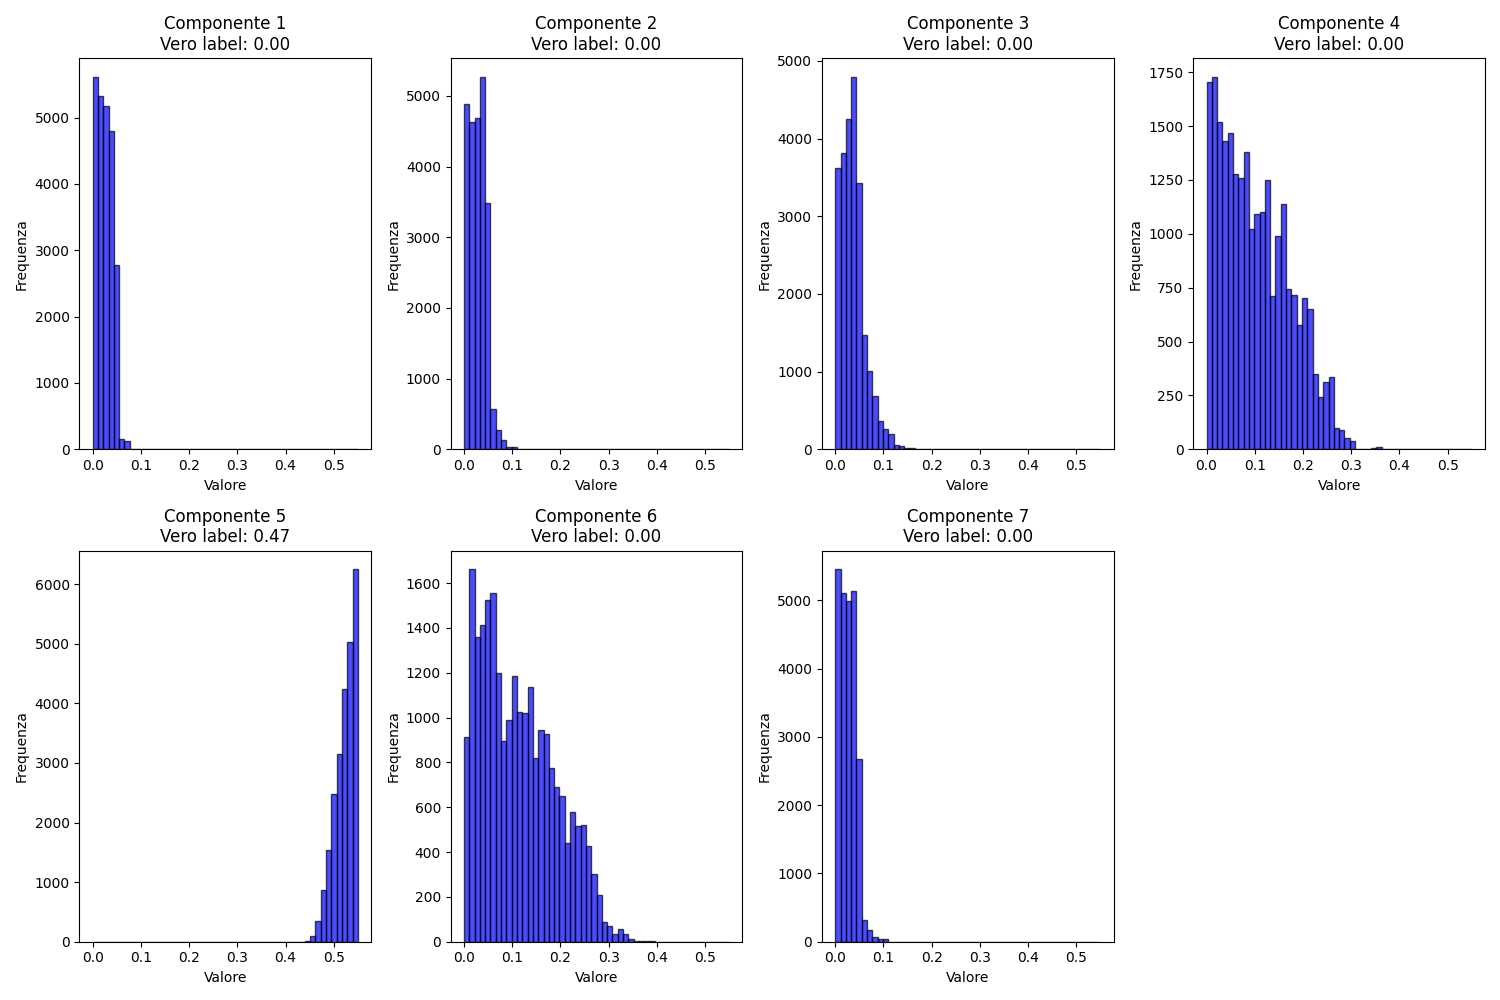 Componente 1
Vero label: 0.00
Frequenza
5000
4000
3000
2000
1000
0
0.0 0.1 0.2 0.3 0.4 0.5
Valore
Componente 2
Vero label: 0.00
Frequenza
5000
4000
3000
2000
1000
0
0.0 0.1 0.2 0.3 0.4 0.5
Valore
Componente 3
Vero label: 0.00
Frequenza
5000
4000
3000
2000
1000
0
0.0 0.1 0.2 0.3 0.4 0.5
Valore
Componente 4
Vero label: 0.00
Frequenza
1750
1500
1250
1000
750
500
250
0
0.0 0.1 0.2 0.3 0.4 0.5
Valore
Componente 5
Vero label: 0.47
Frequenza
6000
5000
4000
3000
2000
1000
0
0.0 0.1 0.2 0.3 0.4 0.5
Valore
Componente 6
Vero label: 0.00
Frequenza
1600
1400
1200
1000
800
600
400
200
0
0.0 0.1 0.2 0.3 0.4 0.5
Valore
Componente 7
Vero label: 0.00
Frequenza
5000
4000
3000
2000
1000
0
0.0 0.1 0.2 0.3 0.4 0.5
Valore